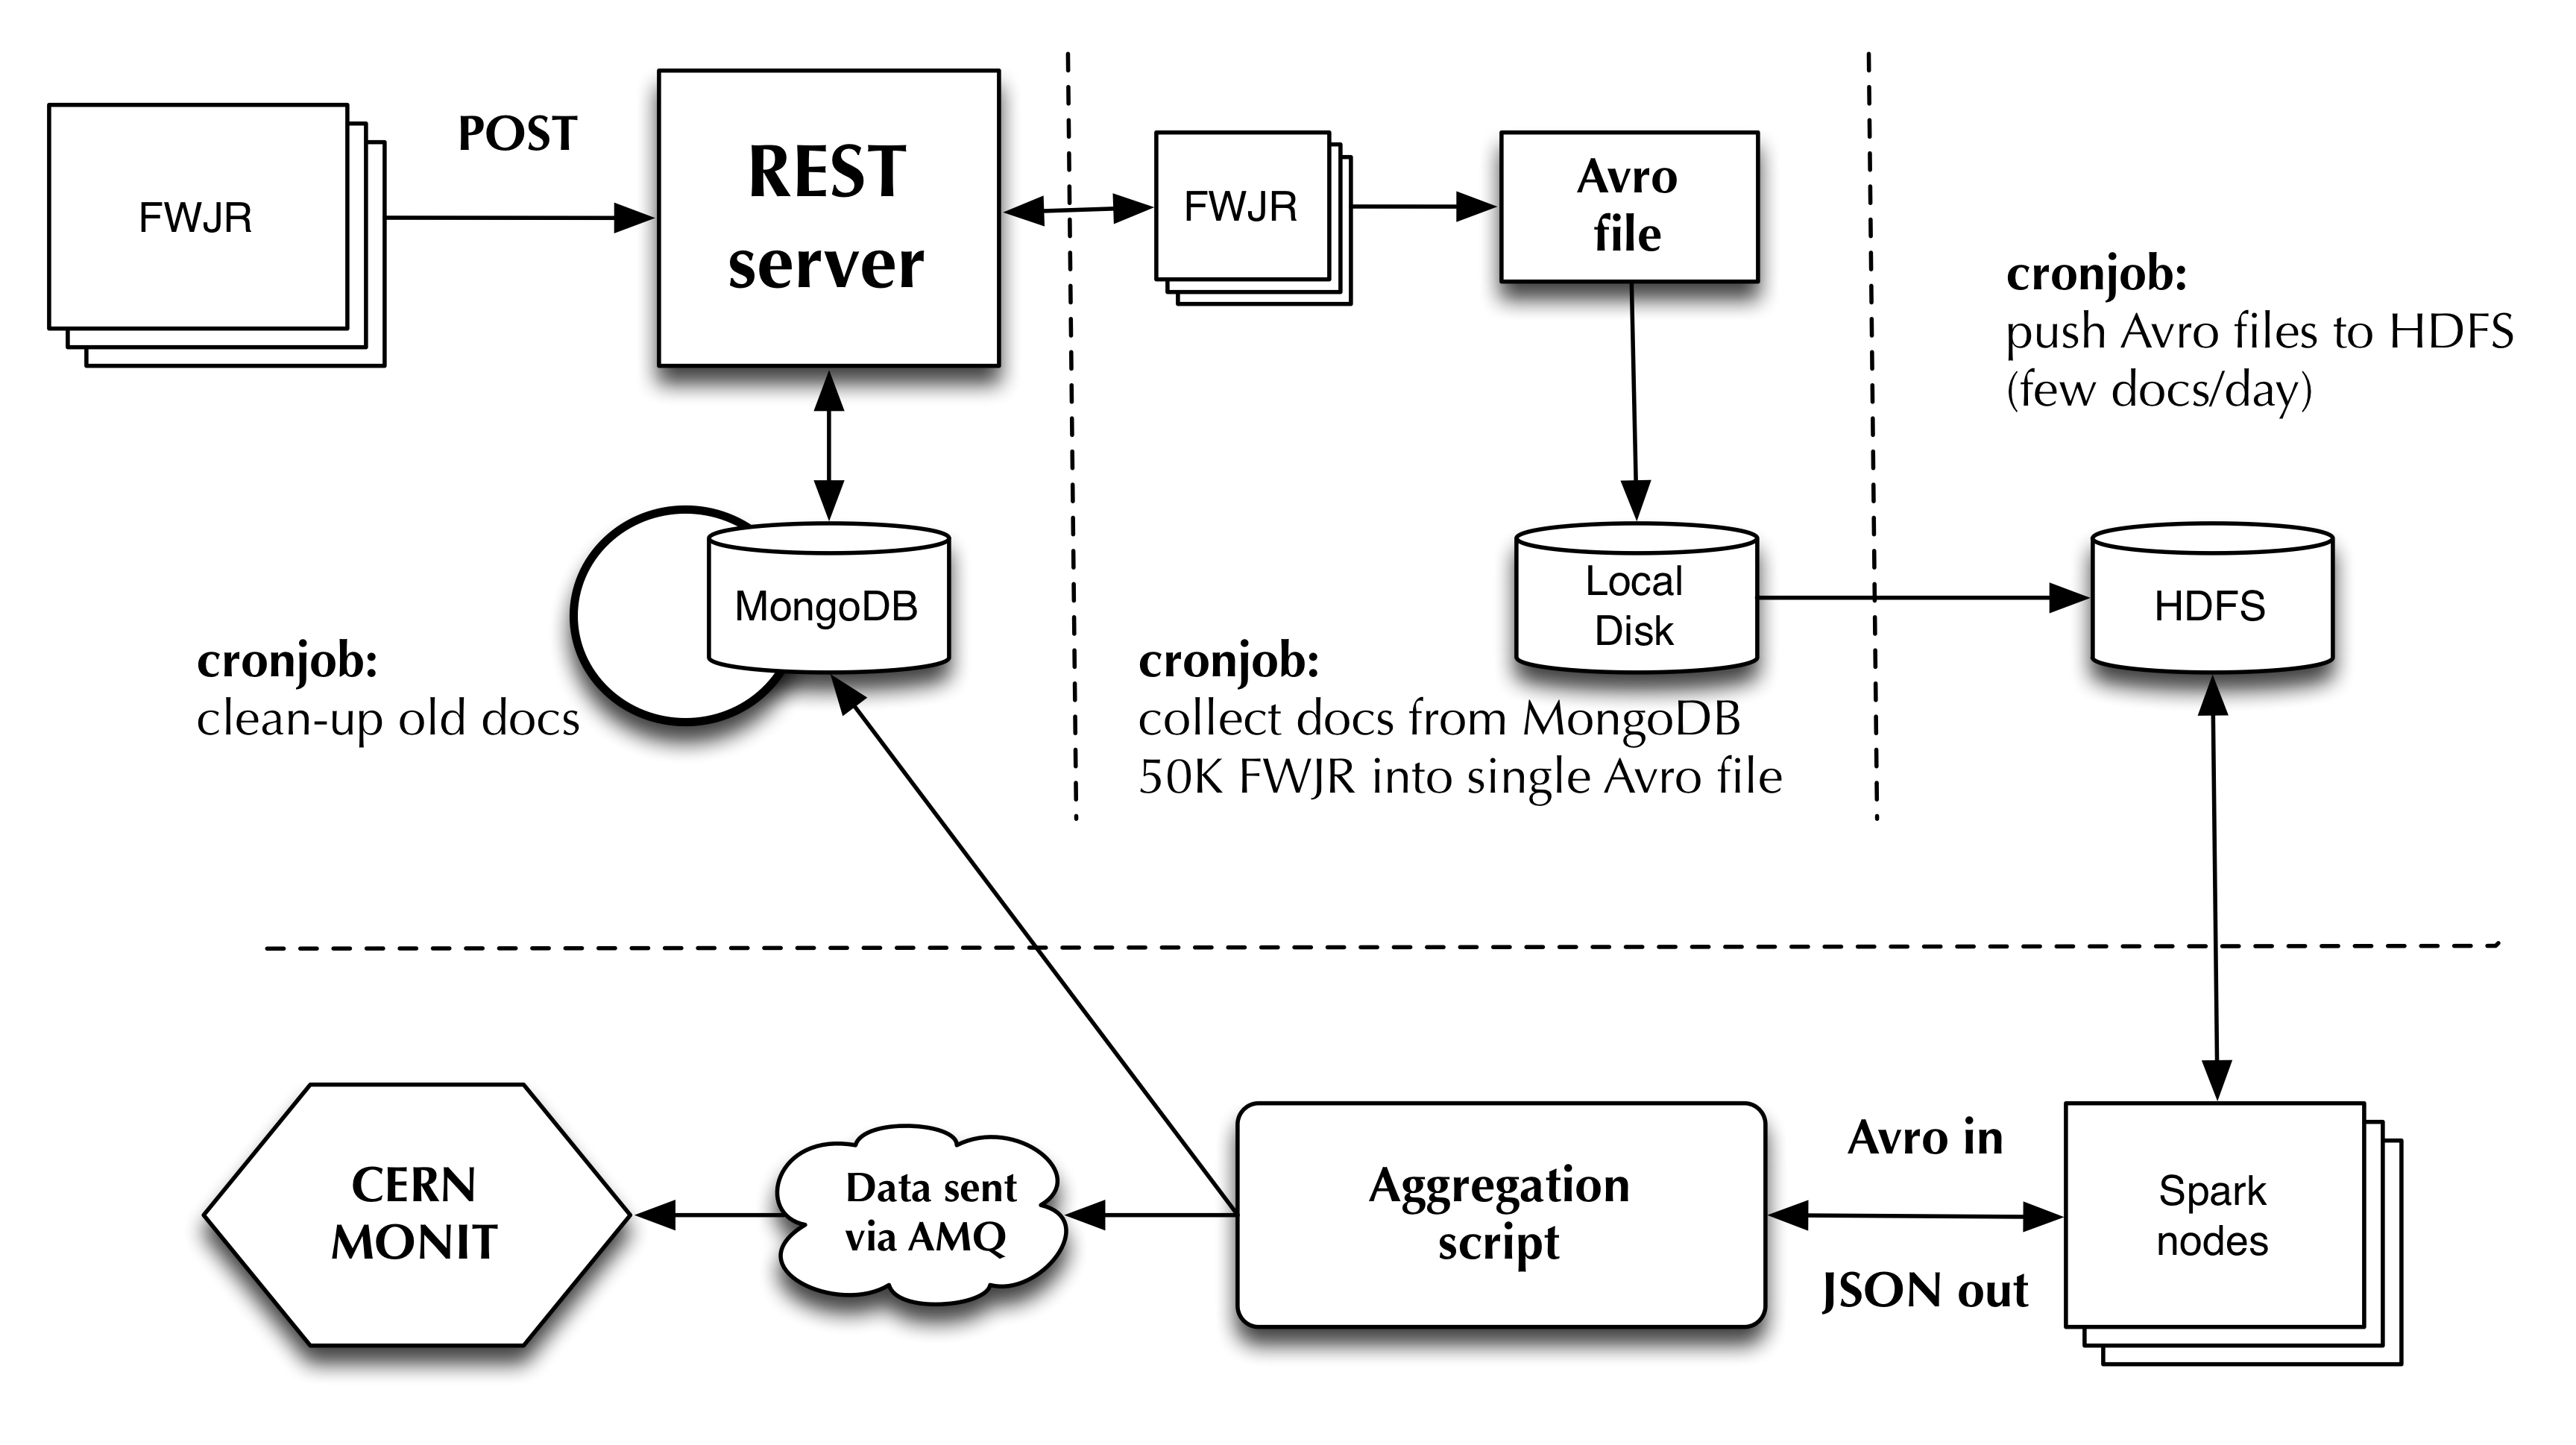 FWJR
POST
REST
server
FWJR
Avro
file
cronjob:
push Avro files to HDFS
(few docs/day)
MongoDB
cronjob:
clean-up old docs
Local
Disk
cronjob:
collect docs from MongoDB
50K FWJR into single Avro file
HDFS
CERN
MONIT
Data sent
via AMQ
Aggregation
script
Avro in
JSON out
Spark
nodes